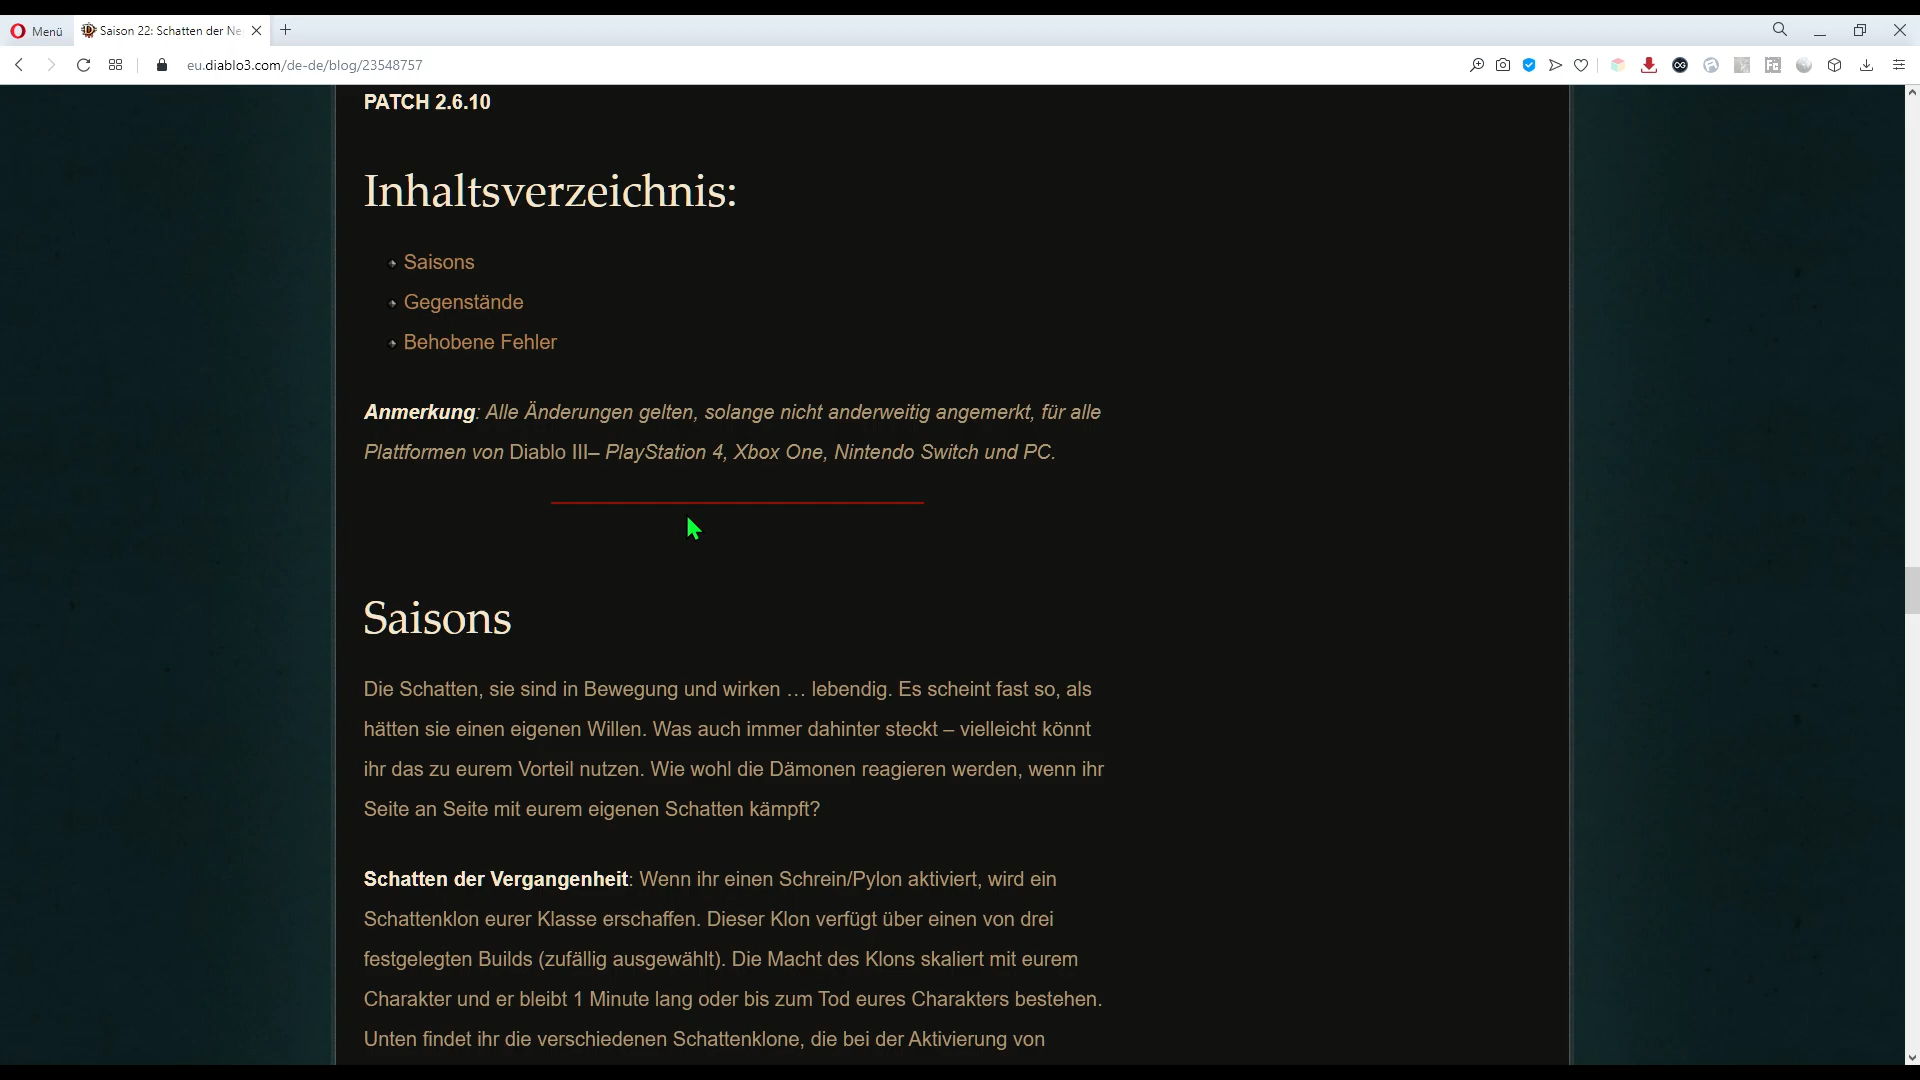 Menü
Saison 22: Schatten der Ne
eu.diablo3.com/de-de/blog/23548757
PATCH 2.6.10
Inhaltsverzeichnis:
Saisons
Gegenstände
Behobene Fehler
Anmerkung: Alle Änderungen gelten, solange nicht anderweitig angemerkt, für alle
Plattformen von Diablo III– PlayStation 4, Xbox One, Nintendo Switch und PC.
Saisons
Die Schatten, sie sind in Bewegung und wirken … lebendig. Es scheint fast so, als
hätten sie einen eigenen Willen. Was auch immer dahinter steckt – vielleicht könnt
ihr das zu eurem Vorteil nutzen. Wie wohl die Dämonen reagieren werden, wenn ihr
Seite an Seite mit eurem eigenen Schatten kämpft?
Schatten der Vergangenheit: Wenn ihr einen Schrein/Pylon aktiviert, wird ein
Schattenklon eurer Klasse erschaffen. Dieser Klon verfügt über einen von drei
festgelegten Builds (zufällig ausgewählt). Die Macht des Klons skaliert mit eurem
Charakter und er bleibt 1 Minute lang oder bis zum Tod eures Charakters bestehen.
Unten findet ihr die verschiedenen Schattenklone, die bei der Aktivierung von